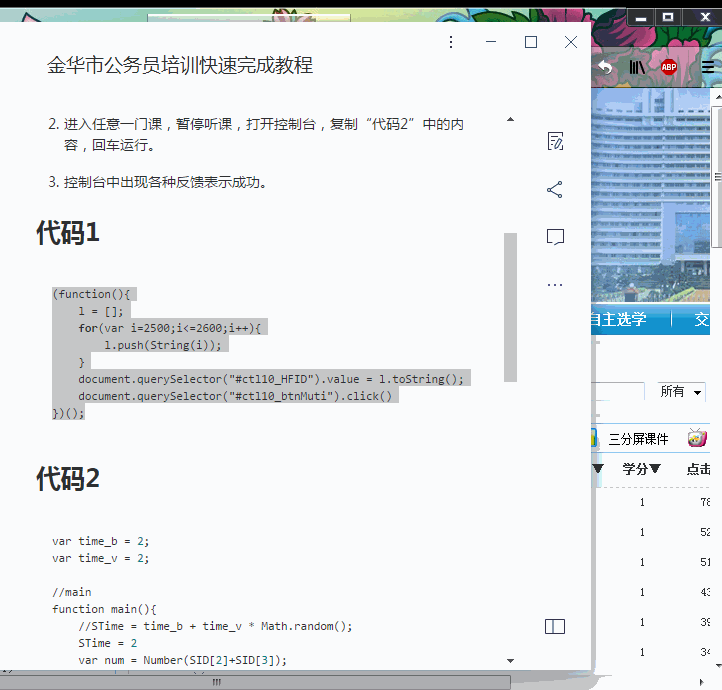 金华市公务员培训快速完成教程
ABP
2. 进入任意一门课，暂停听课，打开控制台，复制“代码2”中的内
容，回车运行。
3. 控制台中出现各种反馈表示成功。
代码1
(function(){
l = [];
for(var i=2500;i<=2600;i++){
l.push(String(i));
}
document.querySelector("#ctl10_HFID").value = l.toString();
document.querySelector("#ctl10_btnMuti").click()
})();
代码2
var time_b = 2;
var time_v = 2;
//main
function main(){
//STime = time_b + time_v * Math.random();
STime = 2
var num = Number(SID[2]+SID[3]);
自主选学 交
所有
三分屏课件
学分 点击
1 78
1 52
1 51
1 43
1 39
1 34